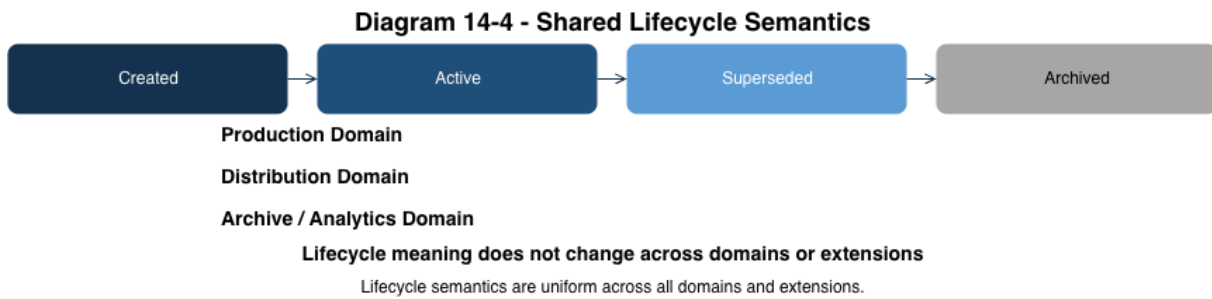 Diagram 14-4 - Shared Lifecycle Semantics
Created
Active
Superseded
Archived
Production Domain
Distribution Domain
Archive / Analytics Domain
Lifecycle meaning does not change across domains or extensions
Lifecycle semantics are uniform across all domains and extensions.